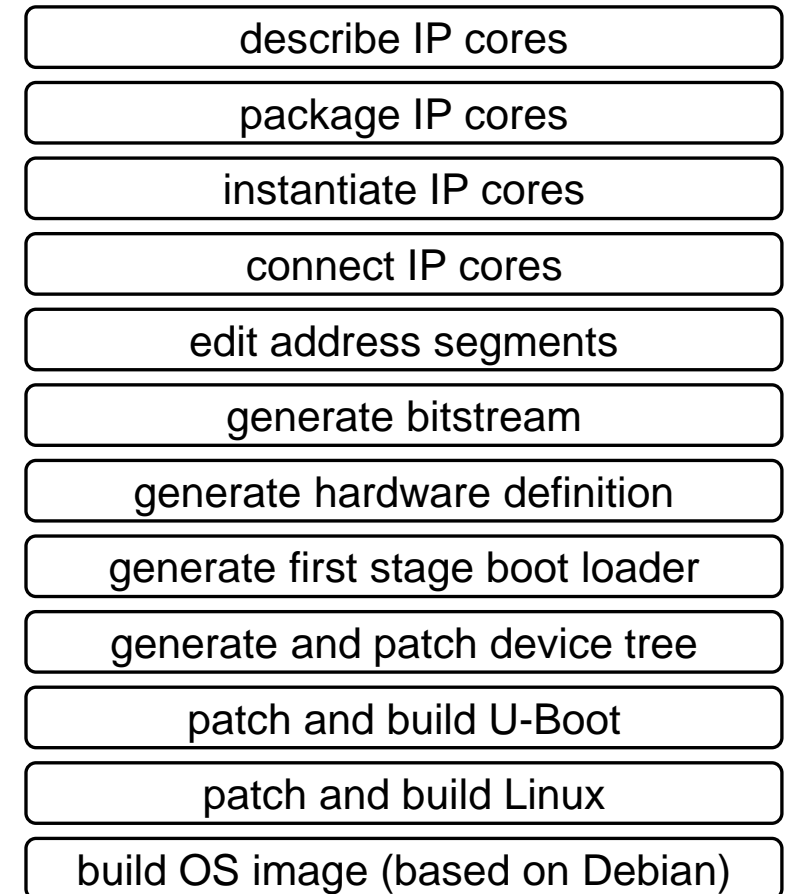 describe IP cores
package IP cores
instantiate IP cores
connect IP cores
edit address segments
generate bitstream
generate hardware definition
generate first stage boot loader
generate and patch device tree
patch and build U-Boot
patch and build Linux
build OS image (based on Debian)